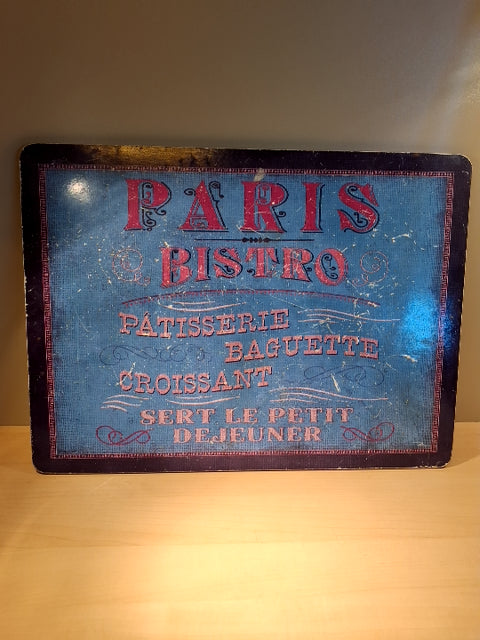 PARIS
BISTRO
PATISSERIE
BAGUETTE
CROISSANT
SERT LE PETIT
DEJEUNER